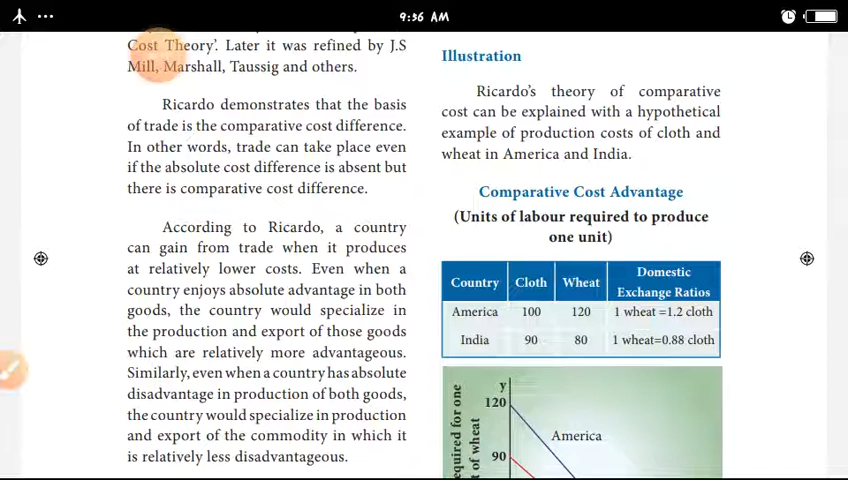 9:36 AM
Cost Theory'. Later it was refined by J.S
Mill, Marshall, Taussig and others.
Ricardo demonstrates that the basis
of trade is the comparative cost difference.
In other words, trade can take place even
if the absolute cost difference is absent but
there is comparative cost difference.
According to Ricardo, a country
can gain from trade when it produces
at relatively lower costs. Even when a
country enjoys absolute advantage in both
goods, the country would specialize in
the production and export of those goods
which are relatively more advantageous.
Similarly, even when a country has absolute
disadvantage in production of both goods,
the country would specialize in production
and export of the commodity in which it
is relatively less disadvantageous.
Illustration
Ricardo's theory of comparative
cost can be explained with a hypothetical
example of production costs of cloth and
wheat in America and India.
Comparative Cost Advantage
(Units of labour required to produce
one unit)
Country Cloth Wheat Domestic Exchange Ratios
America 100 120 1 wheat =1.2 cloth
India 90 80 1 wheat=0.88 cloth
y
120
America
90
equired for one
t of wheat